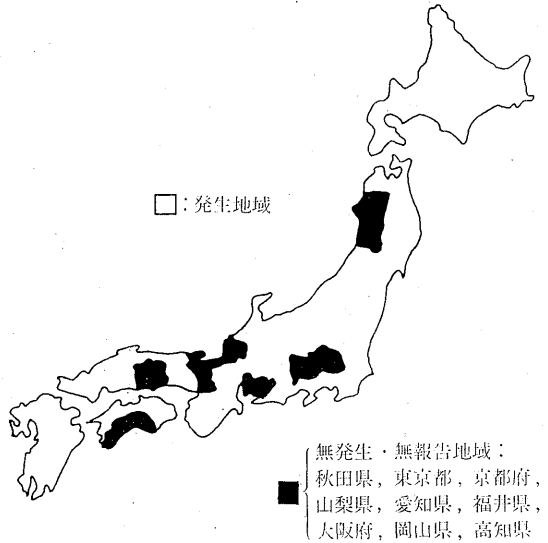 □：発生地域
■ 無発生・無報告地域：
秋田県，東京都，京都府，
山梨県，愛知県，福井県，
大阪府，岡山県，高知県